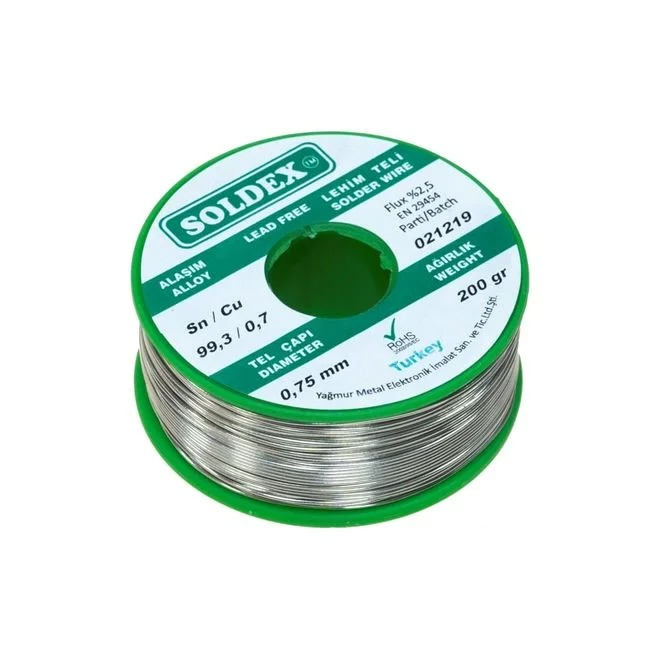 SOLDEX TM
LEAD FREE LEHİM TELİ
SOLDER WIRE
Flux %2,5
EN 29454
Parti/Batch
021219
ALAŞIM
ALLOY
Sn / Cu
99,3 / 0,7
TEL ÇAPI
DIAMETER
0,75 mm
AĞIRLIK
WEIGHT
200 gr
RoHS
Turkey
Yağmur Metal Elektronik İmalat San. ve Tic.Ltd.Şti.